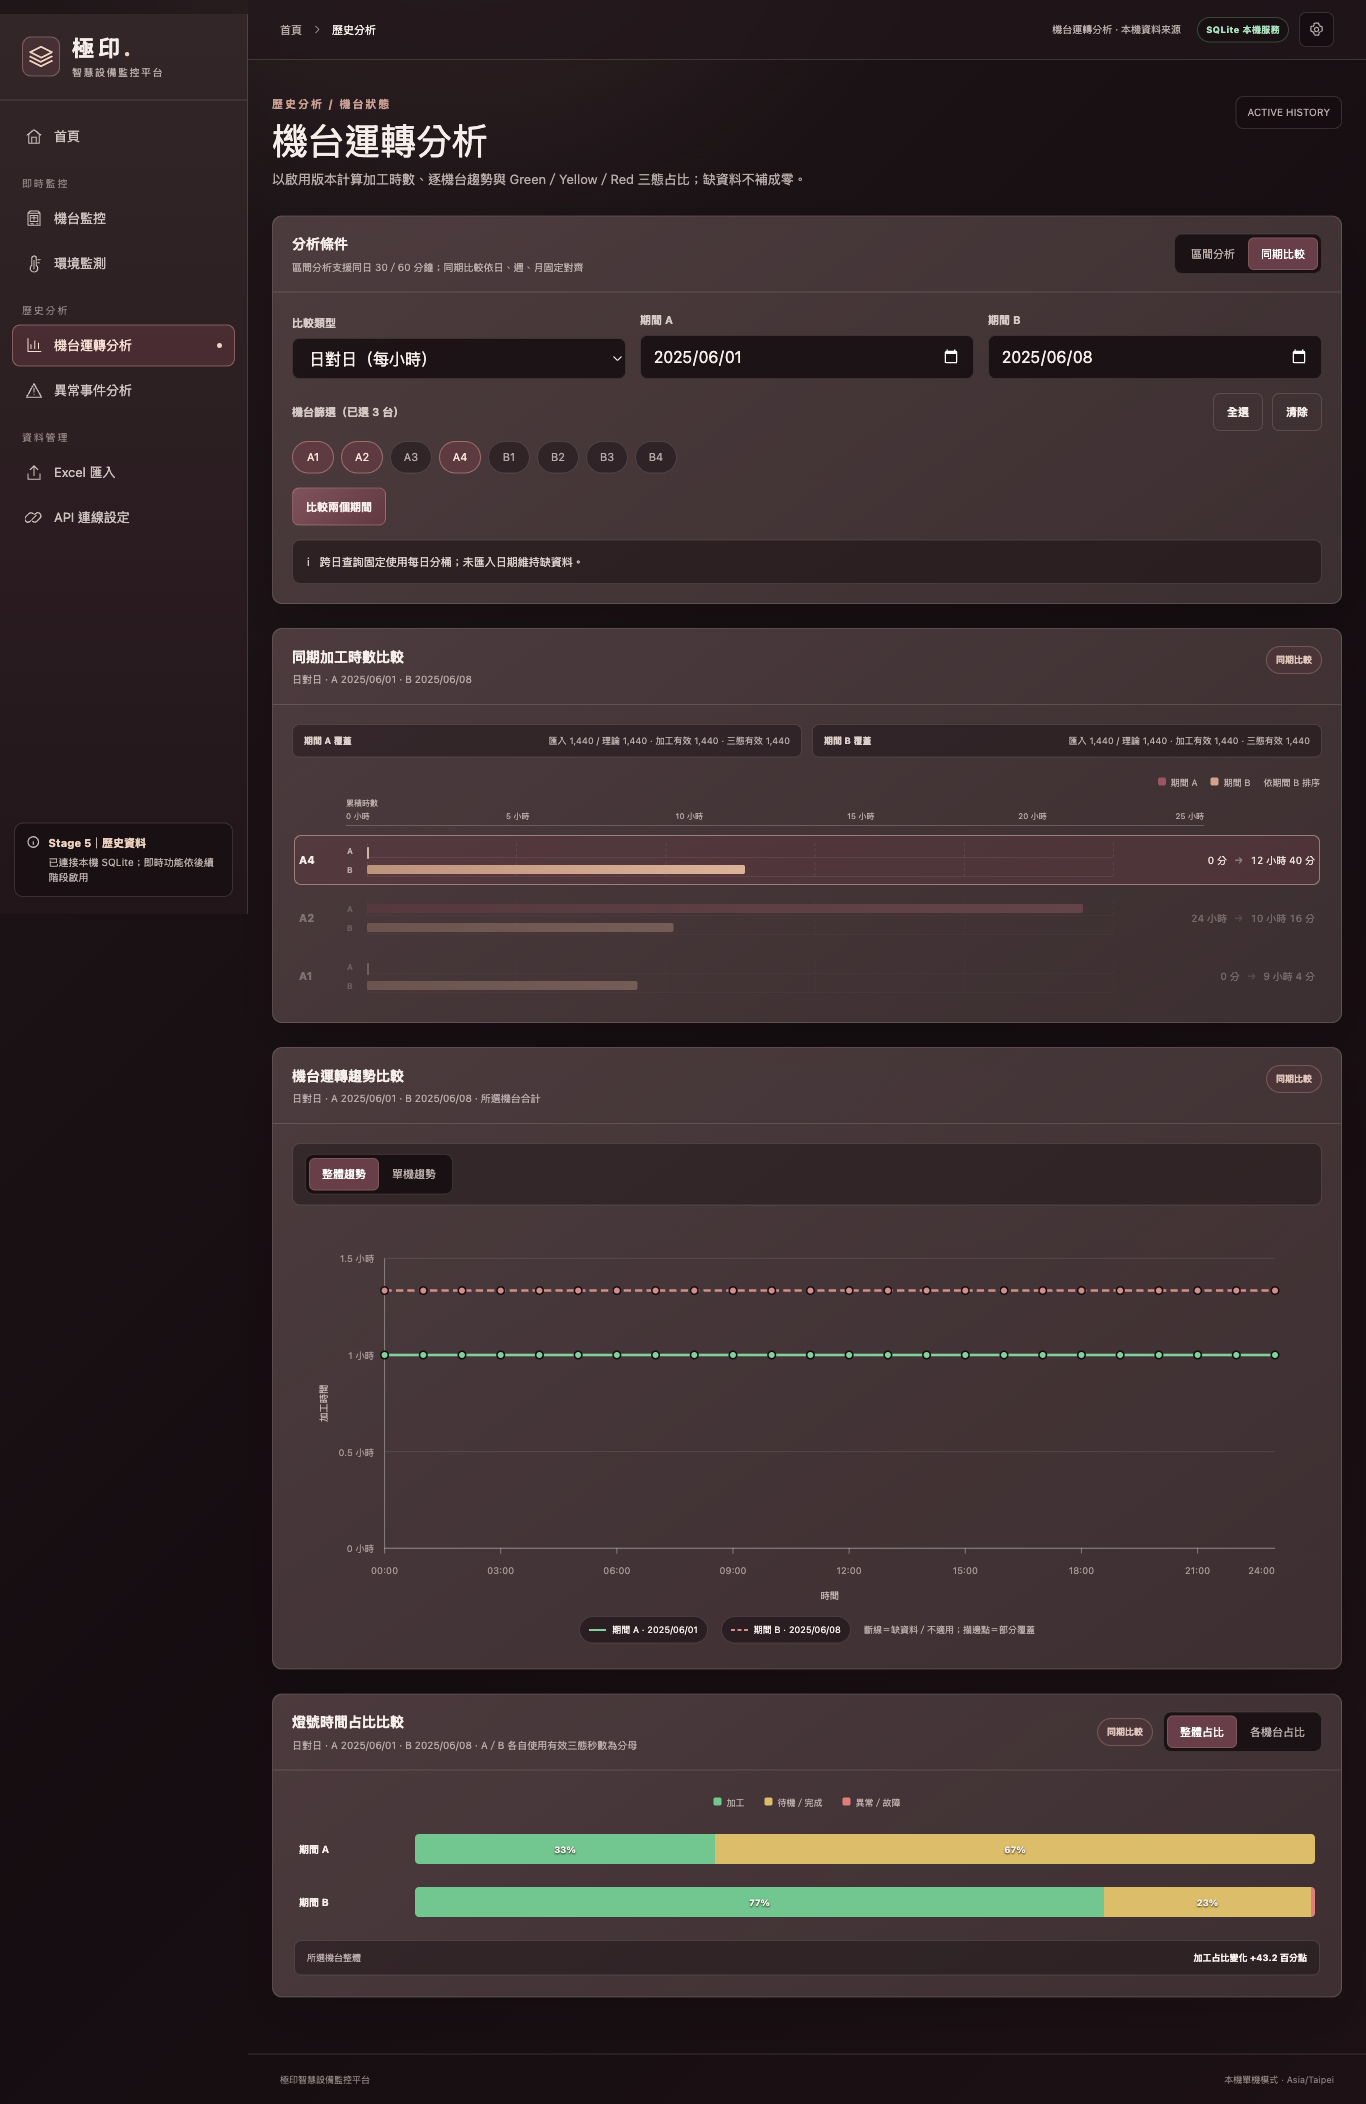 極印.
智慧設備監控平台
首頁
即時監控
機台監控
環境監測
歷史分析
機台運轉分析
異常事件分析
資料管理
Excel 匯入
API 連線設定
Stage 5｜歷史資料
已連接本機 SQLite；即時功能依後續
階段啟用
首頁 > 歷史分析
機台運轉分析 · 本機資料來源
SQLite 本機服務
歷史分析 / 機台狀態
機台運轉分析
以啟用版本計算加工時數、逐機台趨勢與 Green / Yellow / Red 三態占比；缺資料不補成零。
ACTIVE HISTORY
分析條件
區間分析支援同日 30 / 60 分鐘；同期比較依日、週、月固定對齊
區間分析 同期比較
比較類型 期間 A 期間 B
日對日（每小時） 2025/06/01 2025/06/08
機台篩選（已選 3 台）
全選 清除
A1 A2 A3 A4 B1 B2 B3 B4
比較兩個期間
i 跨日查詢固定使用每日分桶；未匯入日期維持缺資料。
同期加工時數比較
日對日 · A 2025/06/01 · B 2025/06/08
同期比較
期間 A 覆蓋 匯入 1,440 / 理論 1,440 · 加工有效 1,440 · 三態有效 1,440
期間 B 覆蓋 匯入 1,440 / 理論 1,440 · 加工有效 1,440 · 三態有效 1,440
期間 A 期間 B 依期間 B 排序
累積時數
0 小時 5 小時 10 小時 15 小時 20 小時 25 小時
A4 A B 0 分 → 12 小時 40 分
A2 A B 24 小時 → 10 小時 16 分
A1 A B 0 分 → 9 小時 4 分
機台運轉趨勢比較
日對日 · A 2025/06/01 · B 2025/06/08 · 所選機台合計
同期比較
整體趨勢 單機趨勢
1.5 小時
1 小時
0.5 小時
0 小時
加工時間
00:00 03:00 06:00 09:00 12:00 15:00 18:00 21:00 24:00
時間
期間 A · 2025/06/01 期間 B · 2025/06/08 斷線＝缺資料 / 不適用；描邊點＝部分覆蓋
燈號時間占比比較
日對日 · A 2025/06/01 · B 2025/06/08 · A / B 各自使用有效三態秒數為分母
同期比較
整體占比 各機台占比
加工 待機 / 完成 異常 / 故障
期間 A 33% 67%
期間 B 77% 23%
所選機台整體 加工占比變化 +43.2 百分點
極印智慧設備監控平台
本機單機模式 · Asia/Taipei